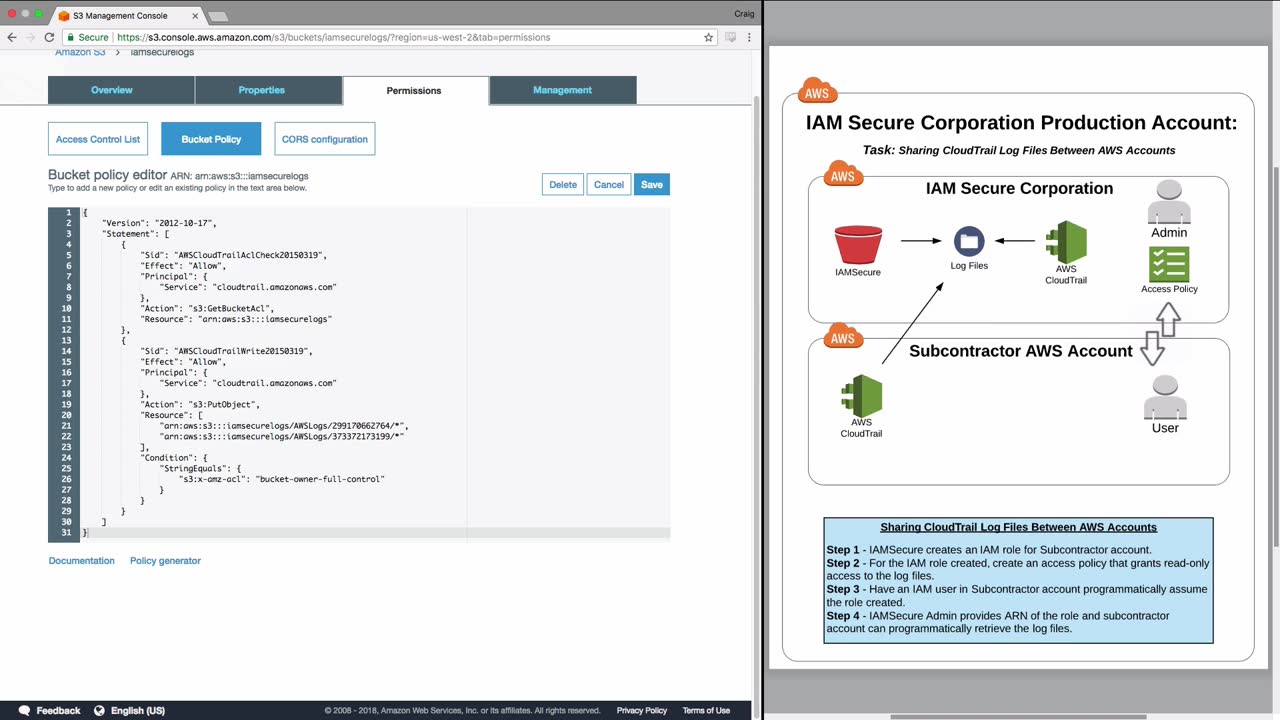 S3 Management Console
Craig
Secure https://s3.console.aws.amazon.com/s3/buckets/iamsecurelogs/?region=us-west-2&tab=permissions
Amazon S3 > iamsecurelogs
Overview
Properties
Permissions
Management
Access Control List
Bucket Policy
CORS configuration
Bucket policy editor ARN: arn:aws:s3:::iamsecurelogs
Type to add a new policy or edit an existing policy in the text area below.
Delete
Cancel
Save
1 {
2 "Version": "2012-10-17",
3 "Statement": [
4 {
5 "Sid": "AWSCloudTrailAclCheck20150319",
6 "Effect": "Allow",
7 "Principal": {
8 "Service": "cloudtrail.amazonaws.com"
9 },
10 "Action": "s3:GetBucketAcl",
11 "Resource": "arn:aws:s3:::iamsecurelogs"
12 },
13 {
14 "Sid": "AWSCloudTrailWrite20150319",
15 "Effect": "Allow",
16 "Principal": {
17 "Service": "cloudtrail.amazonaws.com"
18 },
19 "Action": "s3:PutObject",
20 "Resource": [
21 "arn:aws:s3:::iamsecurelogs/AWSLogs/299170662764/*",
22 "arn:aws:s3:::iamsecurelogs/AWSLogs/373372173199/*"
23 ],
24 "Condition": {
25 "StringEquals": {
26 "s3:x-amz-acl": "bucket-owner-full-control"
27 }
28 }
29 }
30 ]
31 }
Documentation
Policy generator
Feedback
English (US)
© 2008 - 2018, Amazon Web Services, Inc. or its affiliates. All rights reserved.
Privacy Policy
Terms of Use
AWS
IAM Secure Corporation Production Account:
Task: Sharing CloudTrail Log Files Between AWS Accounts
AWS
IAM Secure Corporation
IAMSecure
Log Files
AWS
CloudTrail
Admin
Access Policy
AWS
Subcontractor AWS Account
AWS
CloudTrail
User
Sharing CloudTrail Log Files Between AWS Accounts
Step 1 - IAMSecure creates an IAM role for Subcontractor account.
Step 2 - For the IAM role created, create an access policy that grants read-only
access to the log files.
Step 3 - Have an IAM user in Subcontractor account programmatically assume
the role created.
Step 4 - IAMSecure Admin provides ARN of the role and subcontractor
account can programmatically retrieve the log files.